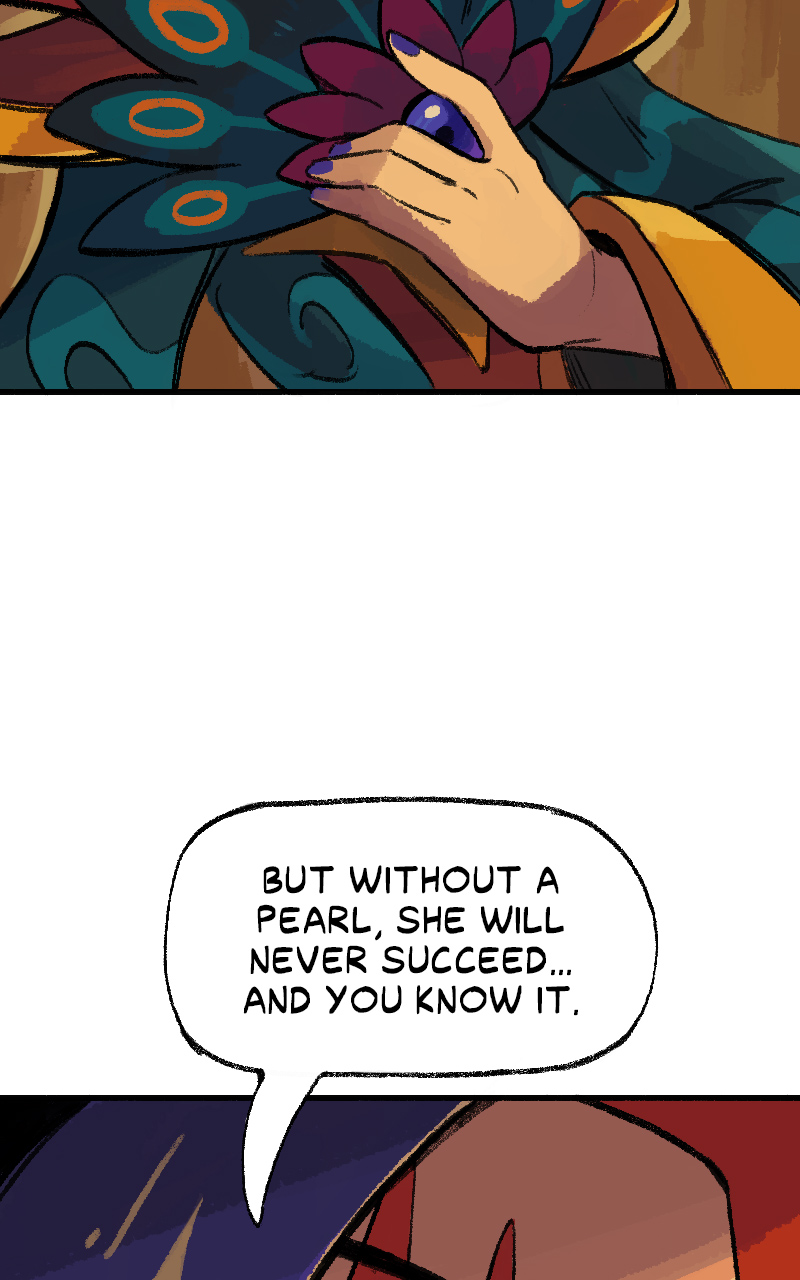 BUT WITHOUT A
PEARL, SHE WILL
NEVER SUCCEED...
AND YOU KNOW IT.